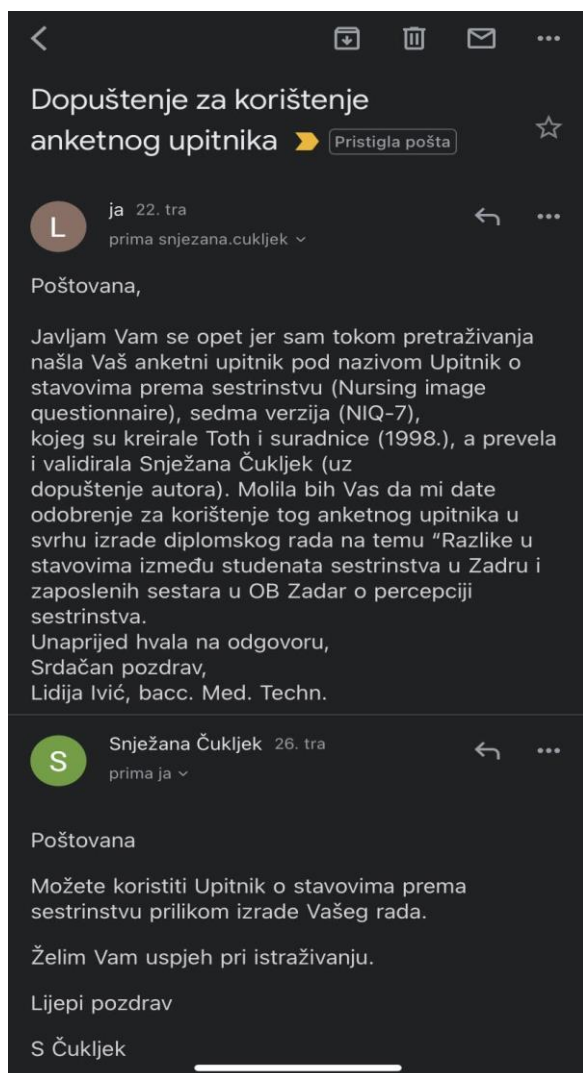 Dopuštenje za korištenje
anketnog upitnika
Pristigla pošta
L
ja 22. tra
prima snjezana.cukljek
Poštovana,
Javljam Vam se opet jer sam tokom pretraživanja
našla Vaš anketni upitnik pod nazivom Upitnik o
stavovima prema sestrinstvu (Nursing image
questionnaire), sedma verzija (NIQ-7),
kojeg su kreirale Toth i suradnice (1998.), a prevela
i validirala Snježana Čukljek (uz
dopuštenje autora). Molila bih Vas da mi date
odobrenje za korištenje tog anketnog upitnika u
svrhu izrade diplomskog rada na temu “Razlike u
stavovima između studenata sestrinstva u Zadru i
zaposlenih sestara u OB Zadar o percepciji
sestrinstva.
Unaprijed hvala na odgovoru,
Srdačan pozdrav,
Lidija Ivić, bacc. Med. Techn.
S
Snježana Čukljek 26. tra
prima ja
Poštovana
Možete koristiti Upitnik o stavovima prema
sestrinstvu prilikom izrade Vašeg rada.
Želim Vam uspjeh pri istraživanju.
Lijepi pozdrav
S Čukljek